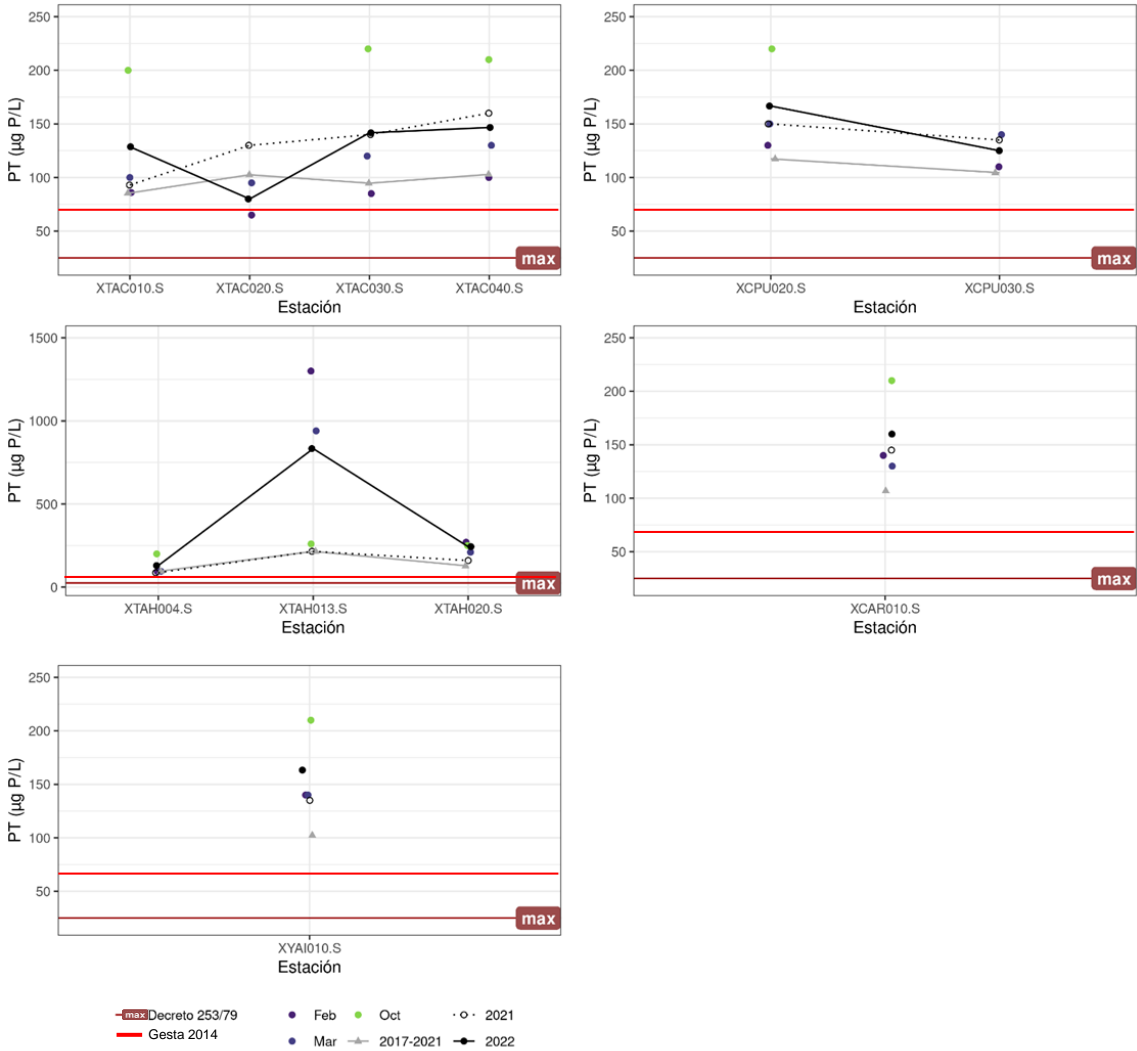 250
200
150
100
50
PT (µg P/L)
max
XTAC010.S XTAC020.S XTAC030.S XTAC040.S
Estación
250
200
150
100
50
PT (µg P/L)
max
XCPU020.S XCPU030.S
Estación
1500
1000
500
0
PT (µg P/L)
max
XTAH004.S XTAH013.S XTAH020.S
Estación
250
200
150
100
50
PT (µg P/L)
max
XCAR010.S
Estación
250
200
150
100
50
PT (µg P/L)
max
XYAI010.S
Estación
max Decreto 253/79 Feb Oct 2021
Gesta 2014 Mar 2017-2021 2022